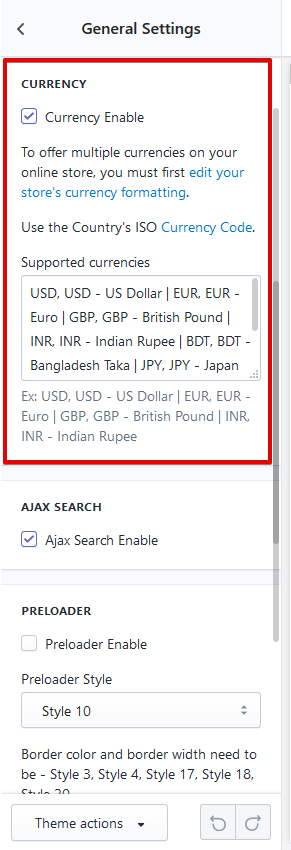 General Settings
CURRENCY
Currency Enable
To offer multiple currencies on your
online store, you must first edit your
store's currency formatting.
Use the Country's ISO Currency Code.
Supported currencies
USD, USD - US Dollar | EUR, EUR -
Euro | GBP, GBP - British Pound |
INR, INR - Indian Rupee | BDT, BDT -
Bangladesh Taka | JPY, JPY - Japan
Ex: USD, USD - US Dollar | EUR, EUR -
Euro | GBP, GBP - British Pound | INR,
INR - Indian Rupee
AJAX SEARCH
Ajax Search Enable
PRELOADER
Preloader Enable
Preloader Style
Style 10
Border color and border width need to
be - Style 3, Style 4, Style 17, Style 18,
Style 20
Theme actions